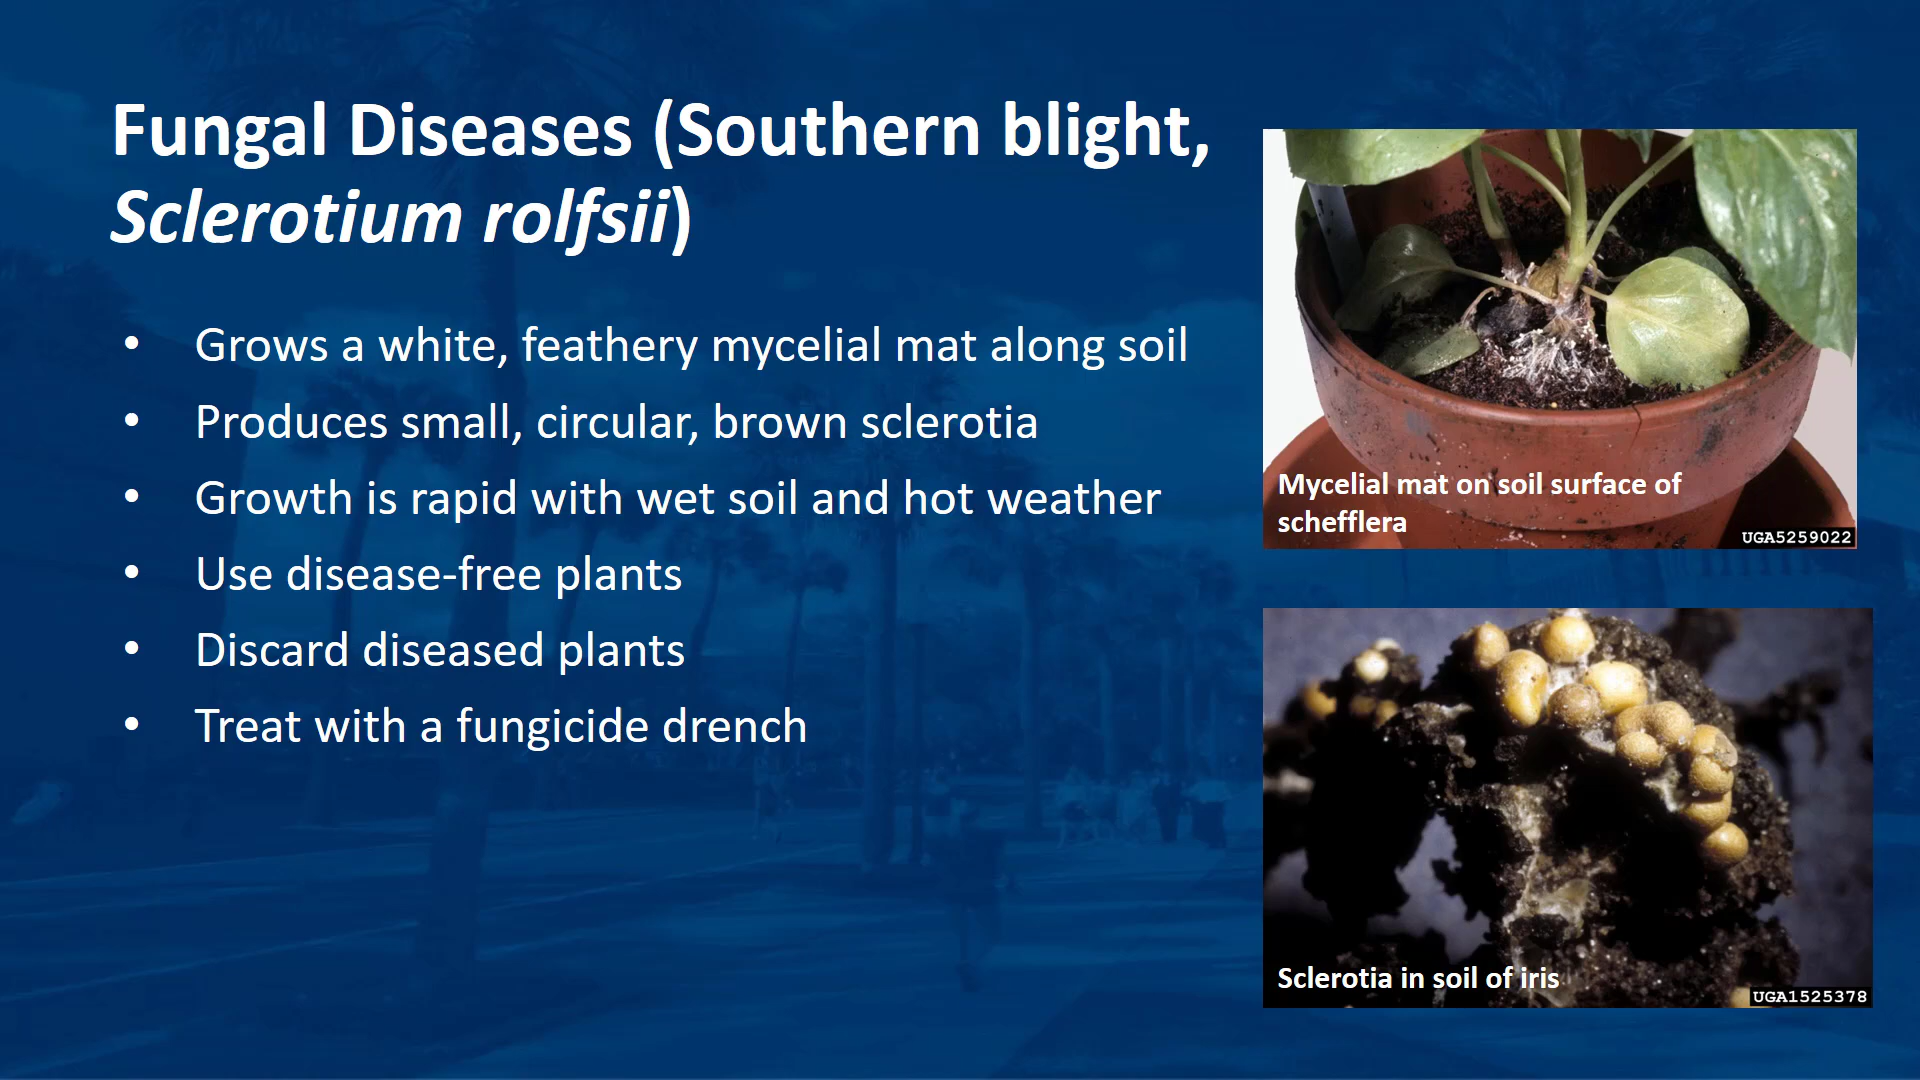 Fungal Diseases (Southern blight,
Sclerotium rolfsii)
• Grows a white, feathery mycelial mat along soil
• Produces small, circular, brown sclerotia
• Growth is rapid with wet soil and hot weather
• Use disease-free plants
• Discard diseased plants
• Treat with a fungicide drench
Mycelial mat on soil surface of
schefflera
UGA5259022
Sclerotia in soil of iris
UGA1525378